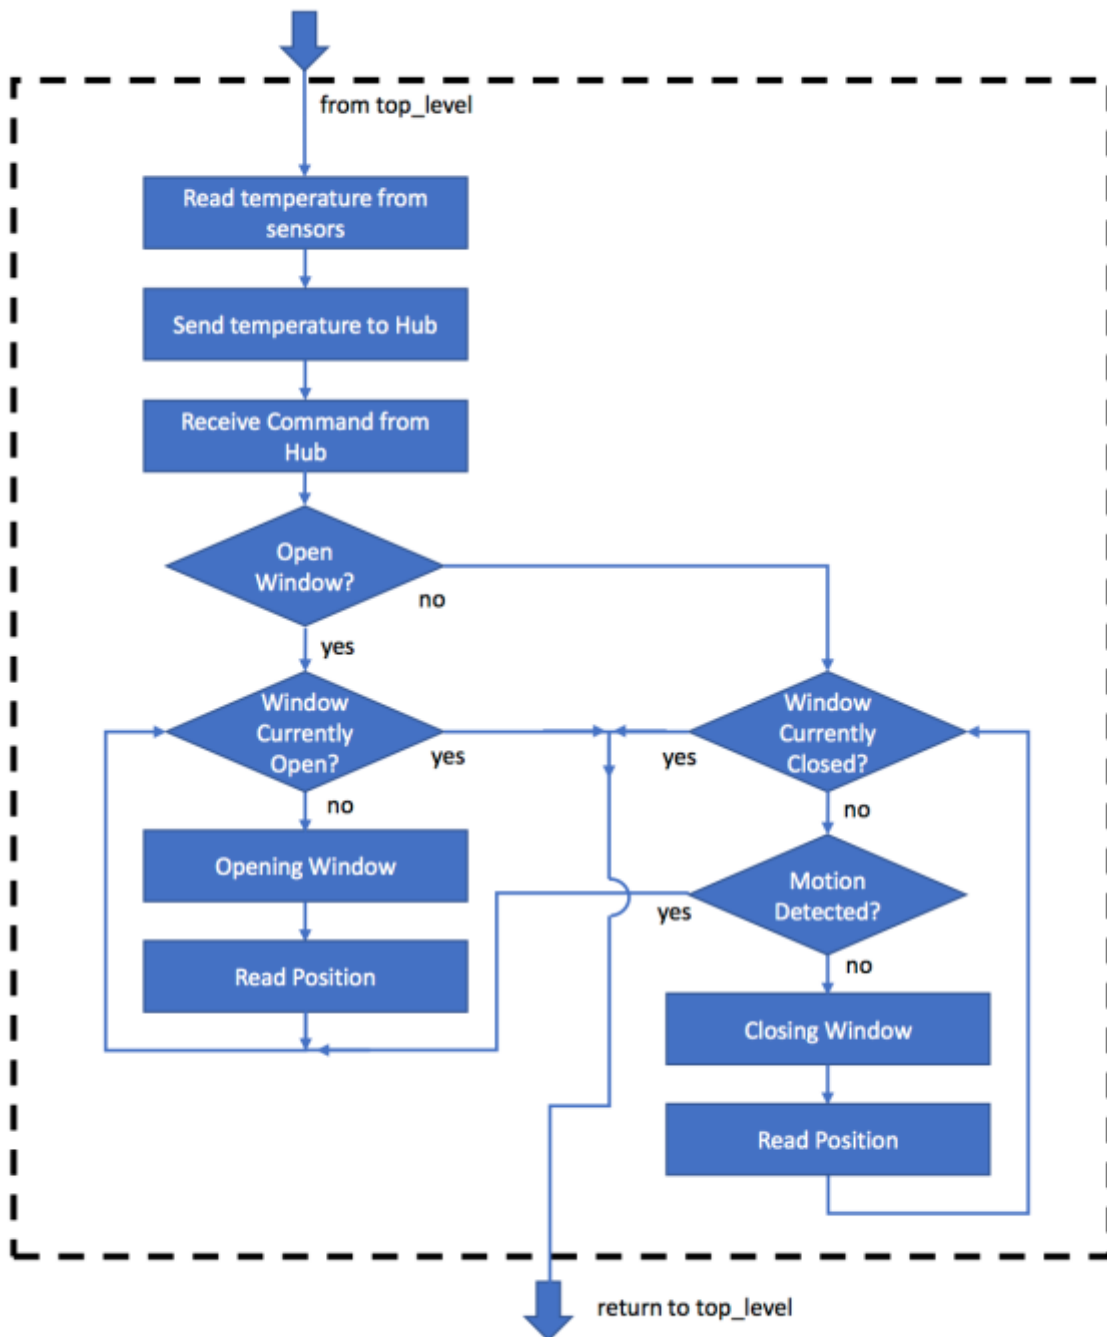 from top_level
Read temperature from
sensors
Send temperature to Hub
Receive Command from
Hub
Open
Window?
no
yes
Window
Currently
Open?
yes
no
Opening Window
Read Position
Window
Currently
Closed?
yes
no
Motion
Detected?
yes
no
Closing Window
Read Position
return to top_level